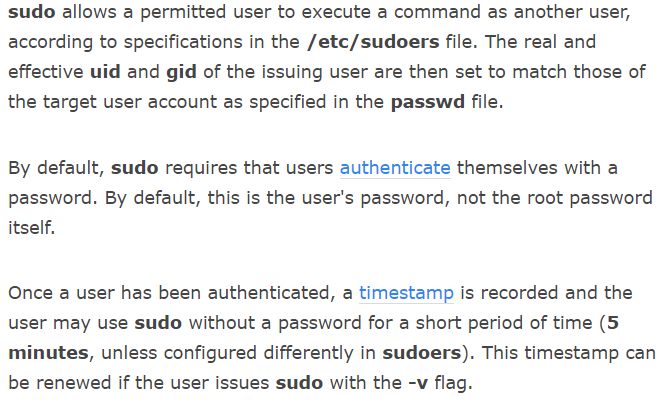 sudo allows a permitted user to execute a command as another user,
according to specifications in the /etc/sudoers file. The real and
effective uid and gid of the issuing user are then set to match those of
the target user account as specified in the passwd file.
By default, sudo requires that users authenticate themselves with a
password. By default, this is the user's password, not the root password
itself.
Once a user has been authenticated, a timestamp is recorded and the
user may use sudo without a password for a short period of time (5
minutes, unless configured differently in sudoers). This timestamp can
be renewed if the user issues sudo with the -v flag.